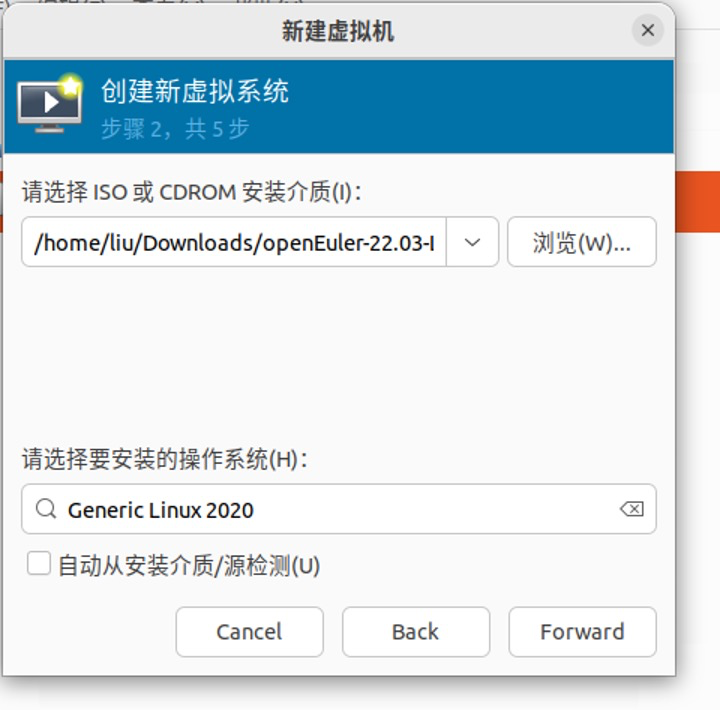 新建虚拟机
创建新虚拟系统
步骤 2，共 5 步
请选择 ISO 或 CDROM 安装介质(I)：
/home/liu/Downloads/openEuler-22.03-l
浏览(W)...
请选择要安装的操作系统(H)：
Generic Linux 2020
自动从安装介质/源检测(U)
Cancel
Back
Forward